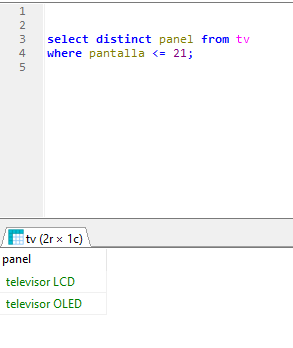 1
2
3 select distinct panel from tv
4 where pantalla <= 21;
5
tv (2r × 1c)
panel
televisor LCD
televisor OLED